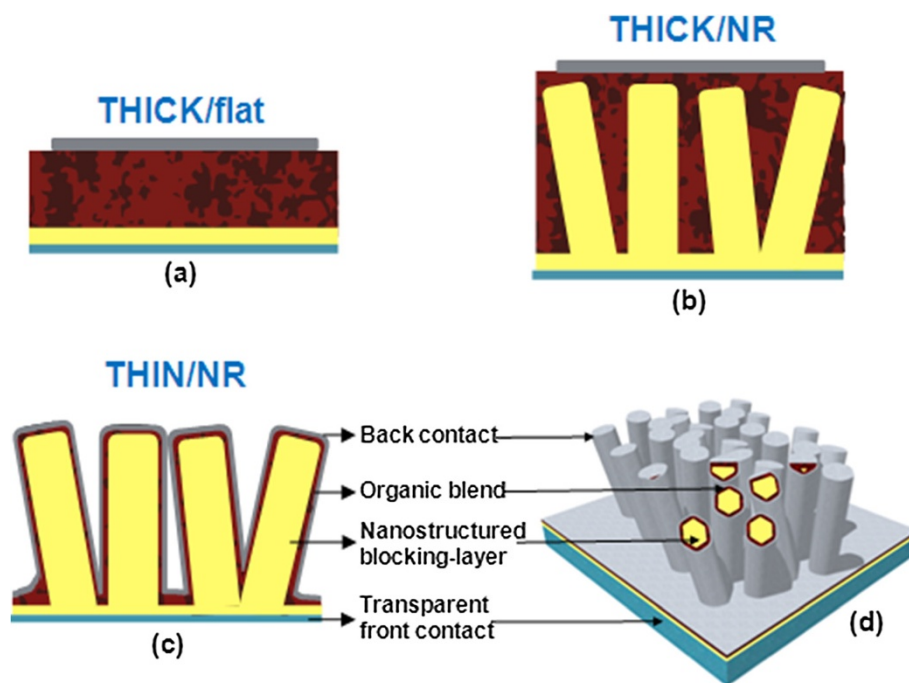 THICK/flat
(a)
THICK/NR
(b)
THIN/NR
(c)
Back contact
Organic blend
Nanostructured
blocking-layer
Transparent
front contact
(d)